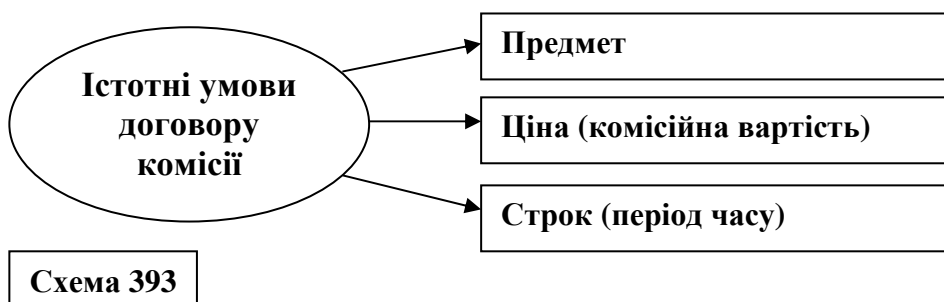 Істотні умови
договору
комісії
Предмет
Ціна (комісійна вартість)
Строк (період часу)
Схема 393